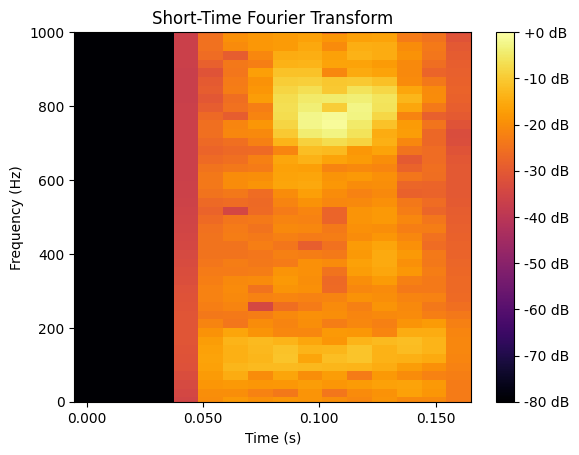 Short-Time Fourier Transform
Frequency (Hz)
1000
800
600
400
200
0
0.000
0.050
0.100
0.150
Time (s)
+0 dB
-10 dB
-20 dB
-30 dB
-40 dB
-50 dB
-60 dB
-70 dB
-80 dB